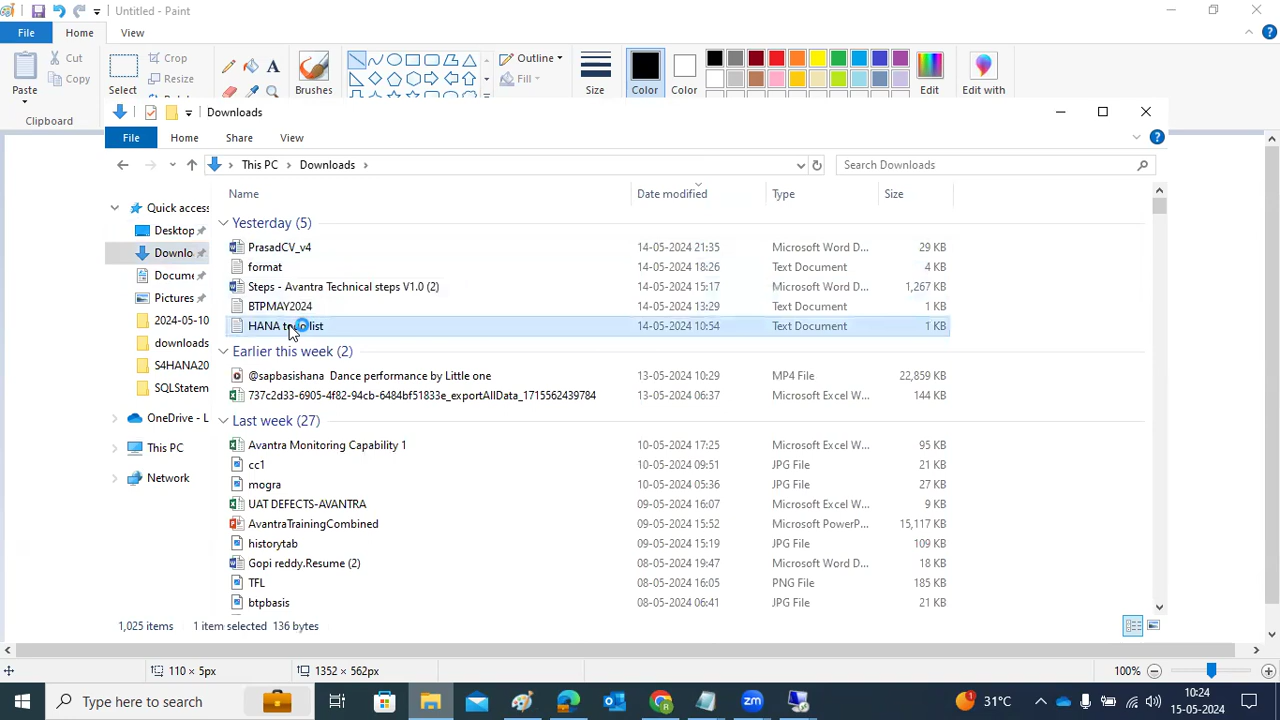 Untitled - Paint
File
Home
View
Paste
Cut
Copy
Clipboard
Select
Crop
Resize
Brushes
Outline
Fill
Size
Color
Color
Edit
Edit with
Downloads
File
Home
Share
View
This PC
Downloads
Search Downloads
Name
Date modified
Type
Size
Quick access
Desktop
Downlo
Docume
Pictures
2024-05-10
downloads
S4HANA20
SQLStatem
OneDrive - L
This PC
Network
Yesterday (5)
PrasadCV_v4 14-05-2024 21:35 Microsoft Word D... 29 KB
format 14-05-2024 18:26 Text Document 4 KB
Steps - Avantra Technical steps V1.0 (2) 14-05-2024 15:17 Microsoft Word D... 1,267 KB
BTPMAY2024 14-05-2024 13:29 Text Document 1 KB
HANA list 14-05-2024 10:54 Text Document 1 KB
Earlier this week (2)
@sapbasishana Dance performance by Little one 13-05-2024 10:29 MP4 File 22,859 KB
737c2d33-6905-4f82-94cb-6484bf51833e_exportAllData_1715562439784 13-05-2024 06:37 Microsoft Excel W... 144 KB
Last week (27)
Avantra Monitoring Capability 1 10-05-2024 17:25 Microsoft Excel W... 95 KB
cc1 10-05-2024 09:51 JPG File 21 KB
mogra 10-05-2024 05:36 JPG File 27 KB
UAT DEFECTS-AVANTRA 09-05-2024 16:07 Microsoft Excel W... 9 KB
AvantraTrainingCombined 09-05-2024 15:52 Microsoft PowerP... 15,117 KB
historytab 09-05-2024 15:19 JPG File 109 KB
Gopi reddy.Resume (2) 08-05-2024 19:47 Microsoft Word D... 18 KB
TFL 08-05-2024 16:05 PNG File 185 KB
btpbasis 08-05-2024 06:41 JPG File 21 KB
1,025 items 1 item selected 136 bytes
110 × 5px 1352 × 562px 100%
Type here to search
31°C
10:24
15-05-2024